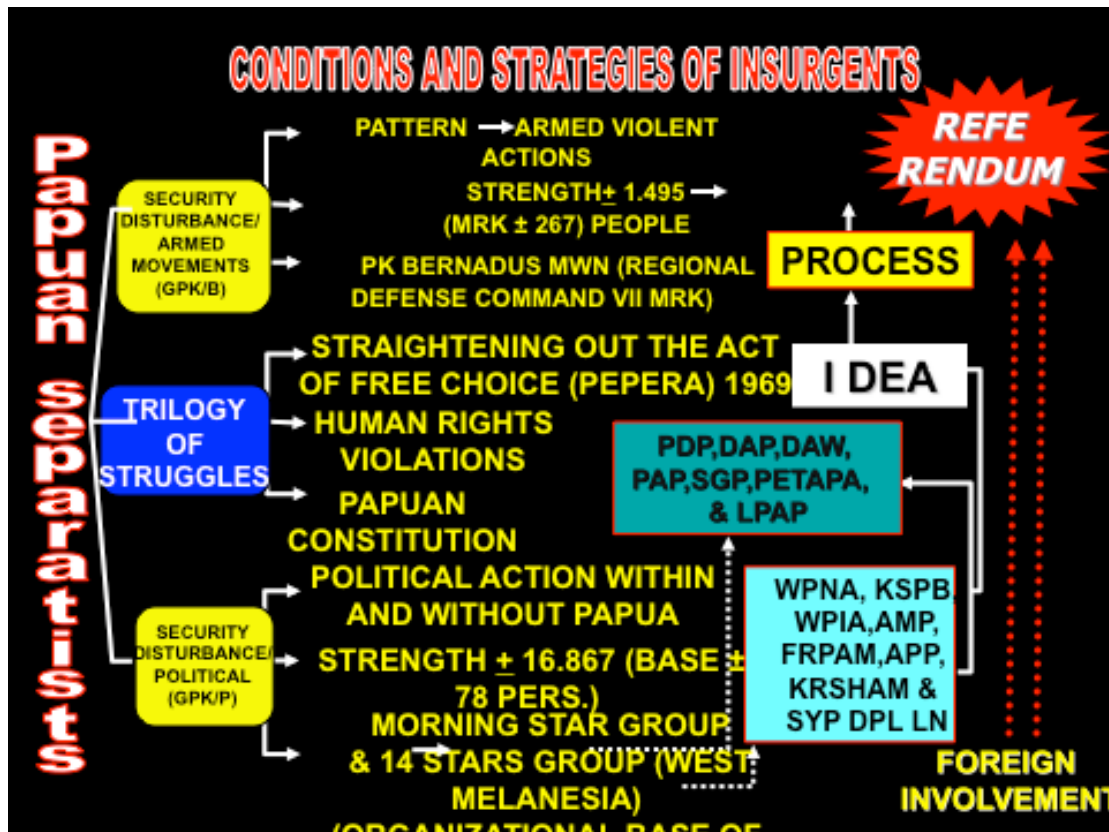 CONDITIONS AND STRATEGIES OF INSURGENTS
Papuan separatists
SECURITY
DISTURBANCE/
ARMED
MOVEMENTS
(GPK/B)
PATTERN
ARMED VIOLENT
ACTIONS
STRENGTH± 1.495
(MRK ± 267) PEOPLE
PK BERNADUS MWN (REGIONAL
DEFENSE COMMAND VII MRK)
TRILOGY
OF
STRUGGLES
STRAIGHTENING OUT THE ACT
OF FREE CHOICE (PEPERA) 1969
HUMAN RIGHTS
VIOLATIONS
PAPUAN
CONSTITUTION
SECURITY
DISTURBANCE/
POLITICAL
(GPK/P)
POLITICAL ACTION WITHIN
AND WITHOUT PAPUA
STRENGTH ± 16.867 (BASE ±
78 PERS.)
MORNING STAR GROUP
& 14 STARS GROUP (WEST
MELANESIA)
(ORGANIZATIONAL BASE OF
REFE
RENDUM
PROCESS
I DEA
PDP,DAP,DAW,
PAP,SGP,PETAPA,
& LPAP
WPNA, KSPB,
WPIA,AMP,
FRPAM,APP,
KRSHAM &
SYP DPL LN
FOREIGN
INVOLVEMENT